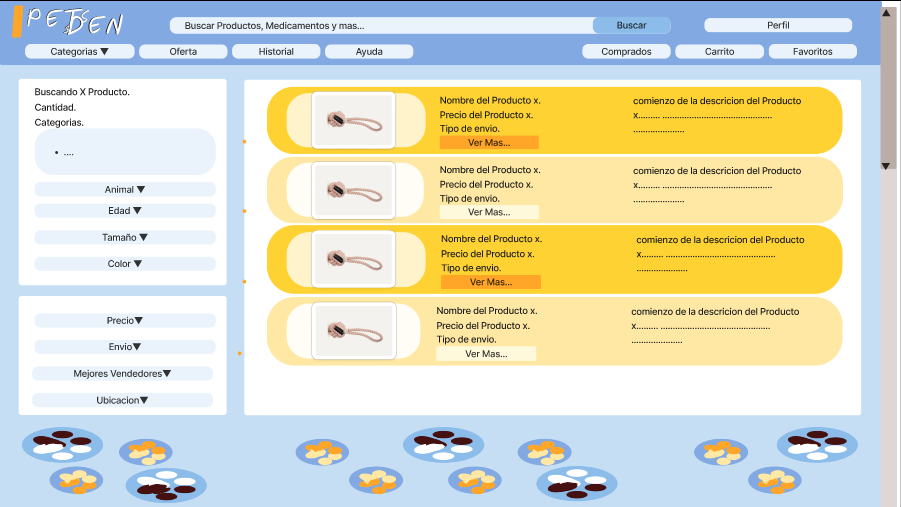 PETDSEN
Buscar Productos, Medicamentos y mas...
Buscar
Perfil
Categorias ▼
Oferta
Historial
Ayuda
Comprados
Carrito
Favoritos
Buscando X Producto.
Cantidad.
Categorias.
• ....
Animal ▼
Edad ▼
Tamaño ▼
Color ▼
Precio▼
Envio▼
Mejores Vendedores▼
Ubicacion▼
Nombre del Producto x.
Precio del Producto x.
Tipo de envio.
Ver Mas...
comienzo de la descricion del Producto
x......... ............................................
.....................
Nombre del Producto x.
Precio del Producto x.
Tipo de envio.
Ver Mas...
comienzo de la descricion del Producto
x......... ............................................
.....................
Nombre del Producto x.
Precio del Producto x.
Tipo de envio.
Ver Mas...
comienzo de la descricion del Producto
x......... ............................................
.....................
Nombre del Producto x.
Precio del Producto x.
Tipo de envio.
Ver Mas...
comienzo de la descricion del Producto
x......... ............................................
.....................